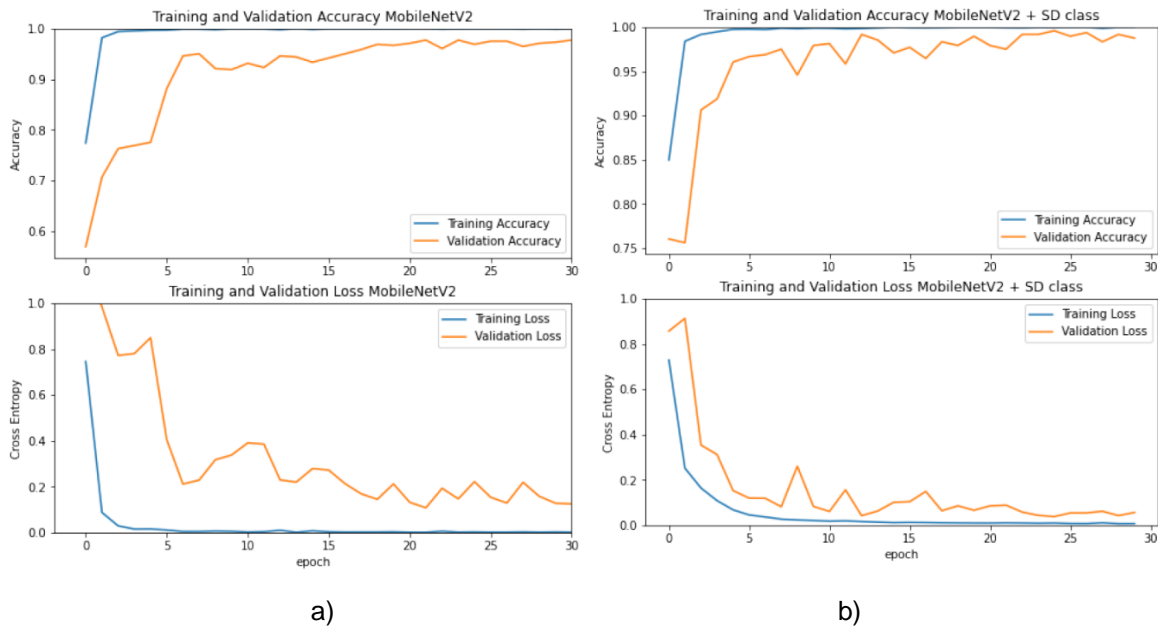 Training and Validation Accuracy MobileNetV2
1.0
0.9
0.8
0.7
0.6
Accuracy
Training Accuracy
Validation Accuracy
0 5 10 15 20 25 30
Training and Validation Loss MobileNetV2
1.0
0.8
0.6
0.4
0.2
0.0
Cross Entropy
Training Loss
Validation Loss
0 5 10 15 20 25 30
epoch
a)
Training and Validation Accuracy MobileNetV2 + SD class
1.00
0.95
0.90
0.85
0.80
0.75
Accuracy
Training Accuracy
Validation Accuracy
0 5 10 15 20 25 30
Training and Validation Loss MobileNetV2 + SD class
1.0
0.8
0.6
0.4
0.2
0.0
Cross Entropy
Training Loss
Validation Loss
0 5 10 15 20 25 30
epoch
b)